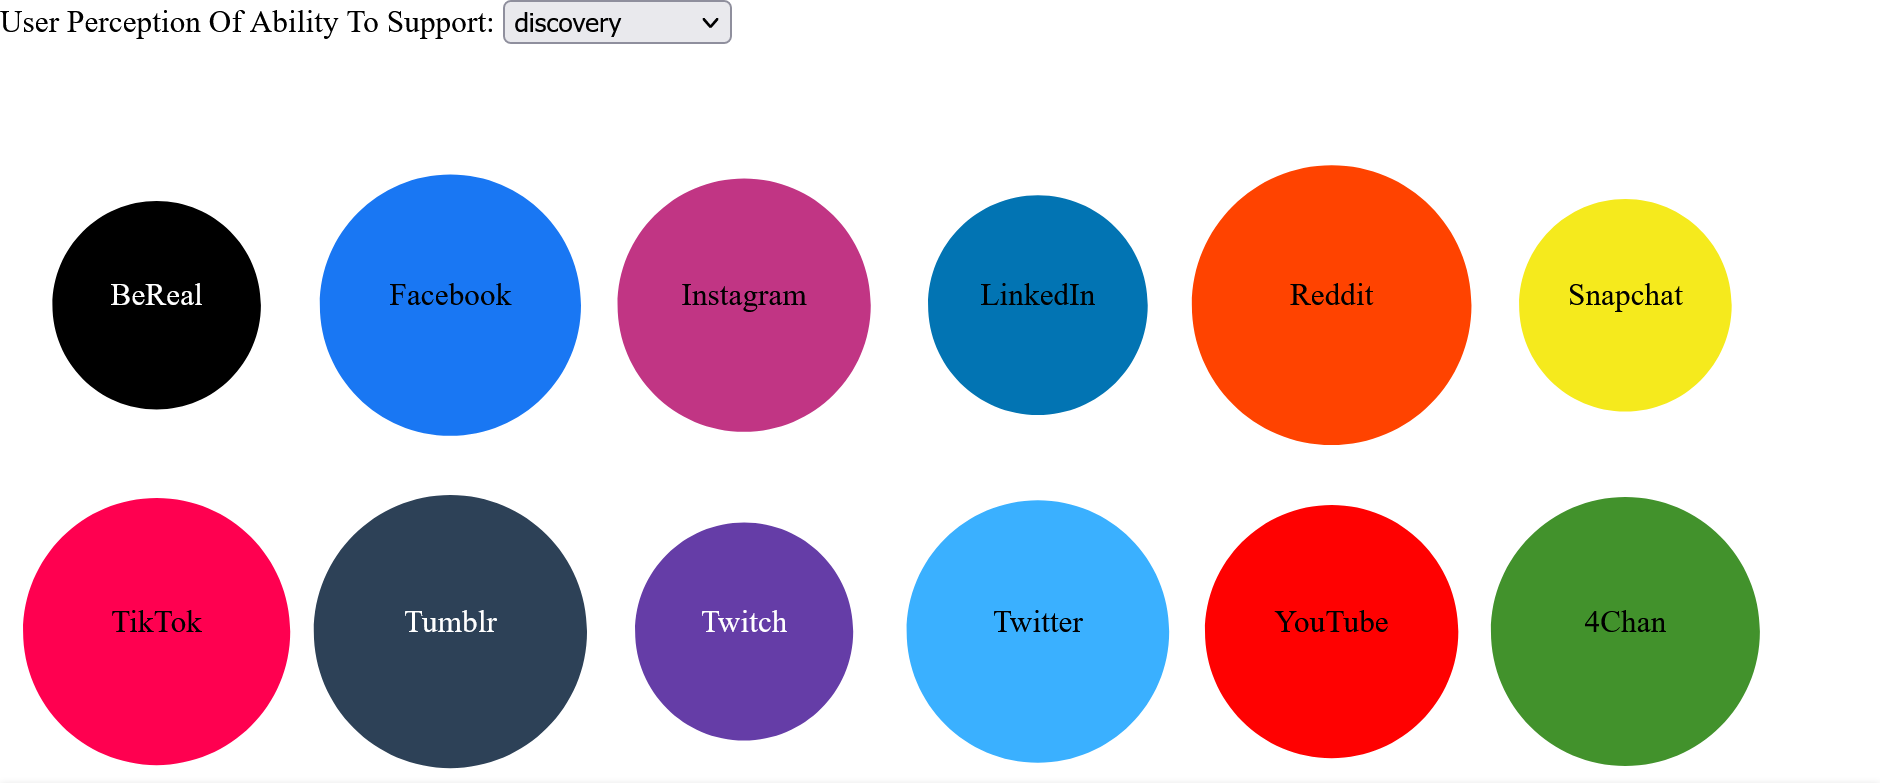 User Perception Of Ability To Support: discovery
BeReal Facebook Instagram LinkedIn Reddit Snapchat
TikTok Tumblr Twitch Twitter YouTube 4Chan